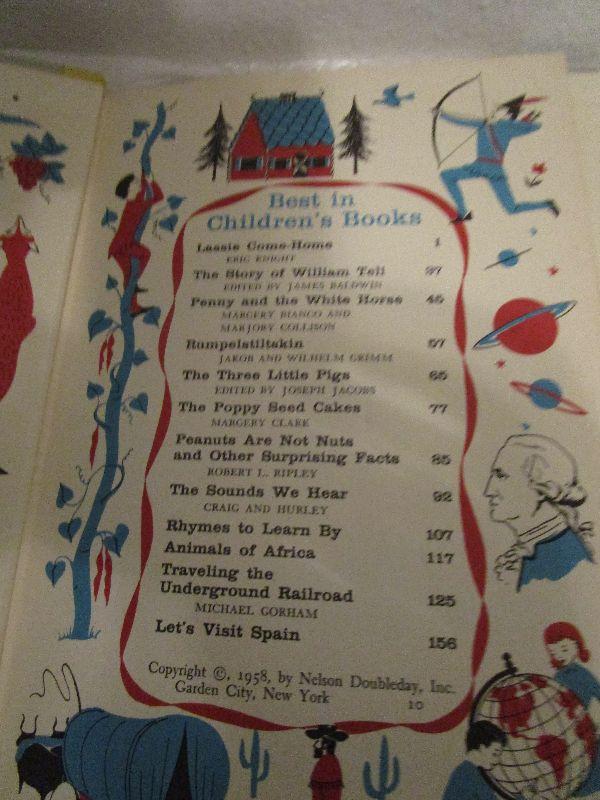 Best in
Children's Books
Lassie Come-Home 1
ERIC KNIGHT
The Story of William Tell 37
EDITED BY JAMES BALDWIN
Penny and the White Horse 45
MARGERY BIANCO AND
MARJORY COLLISON
Rumpelstiltskin 57
JAKOB AND WILHELM GRIMM
The Three Little Pigs 65
EDITED BY JOSEPH JACOBS
The Poppy Seed Cakes 77
MARGERY CLARK
Peanuts Are Not Nuts
and Other Surprising Facts 85
ROBERT L. RIPLEY
The Sounds We Hear 92
CRAIG AND HURLEY
Rhymes to Learn By 107
Animals of Africa 117
Traveling the
Underground Railroad 125
MICHAEL GORHAM
Let's Visit Spain 156
Copyright ©, 1958, by Nelson Doubleday, Inc.
Garden City, New York 10